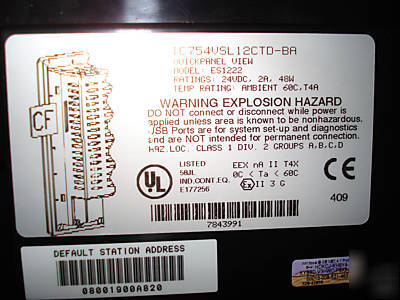 IC754VSL12CTD-BA
QUICKPANEL VIEW
MODEL: ES1222
RATINGS: 24VDC, 2A, 48W
TEMP RATING: AMBIENT 60C,T4A
WARNING EXPLOSION HAZARD
DO NOT connect or disconnect while power is
applied unless area is known to be nonhazardous.
USB Ports are for system set-up and diagnostics
and are NOT intended for permanent connection.
HAZ.LOC. CLASS 1 DIV. 2 GROUPS A,B,C,D
CF
UL
LISTED
58JL
IND.CONT.EQ.
E177256
EEX nA II T4X
0C < Ta < 60C
Ex II 3 G
CE
409
7843991
DEFAULT STATION ADDRESS
08001900A820